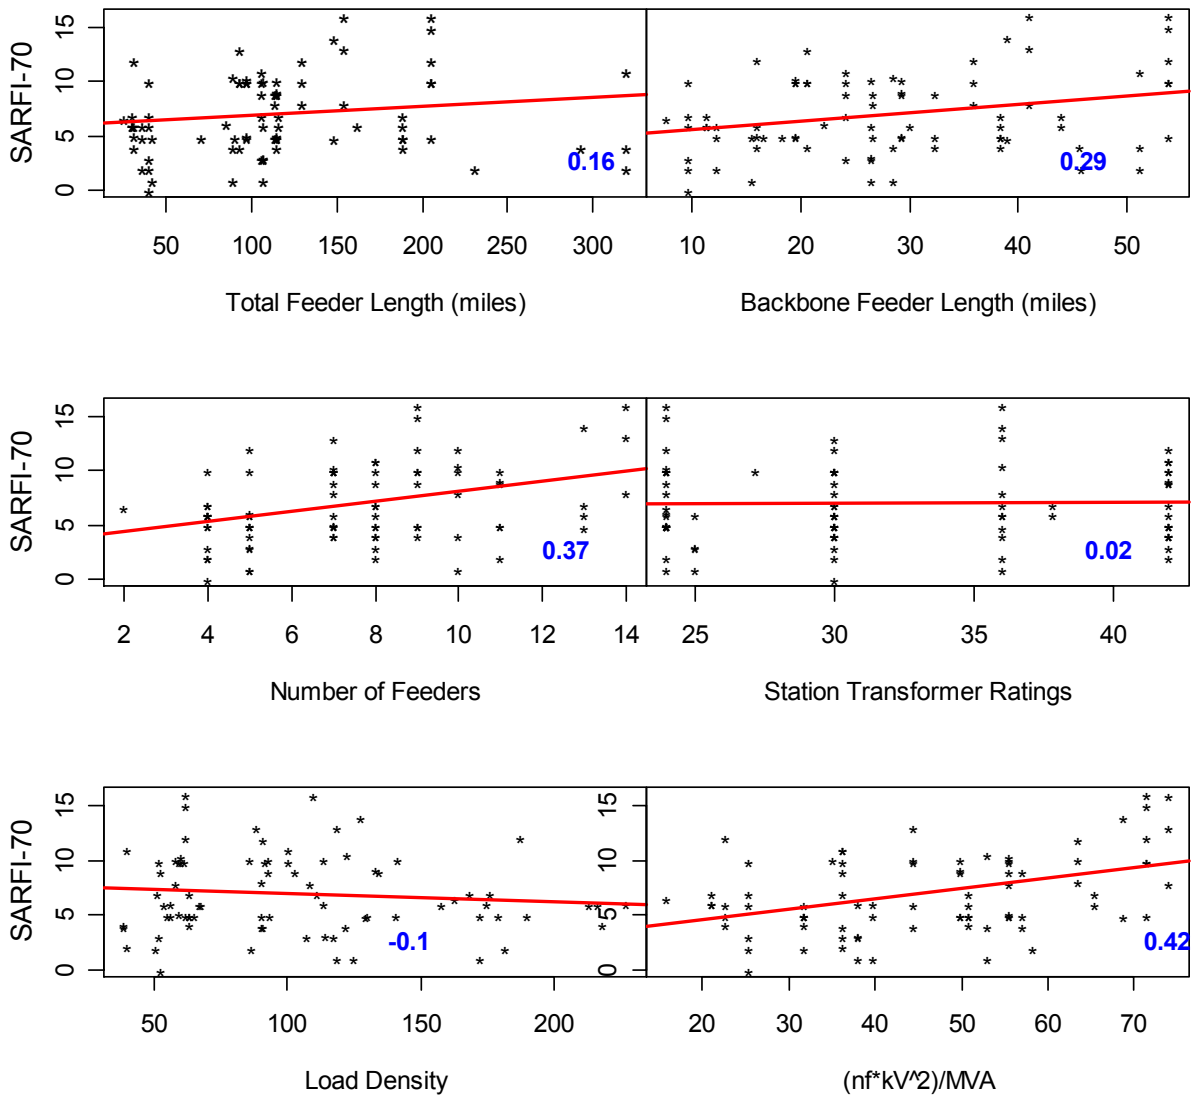 SARFI-70
15
10
5
0
0.16
0.29
50 100 150 200 250 300
10 20 30 40 50
Total Feeder Length (miles)
Backbone Feeder Length (miles)
SARFI-70
15
10
5
0
0.37
0.02
2 4 6 8 10 12 14
25 30 35 40
Number of Feeders
Station Transformer Ratings
SARFI-70
15
10
5
0
-0.1
15
10
5
0
0.42
50 100 150 200
20 30 40 50 60 70
Load Density
(nf*kV^2)/MVA